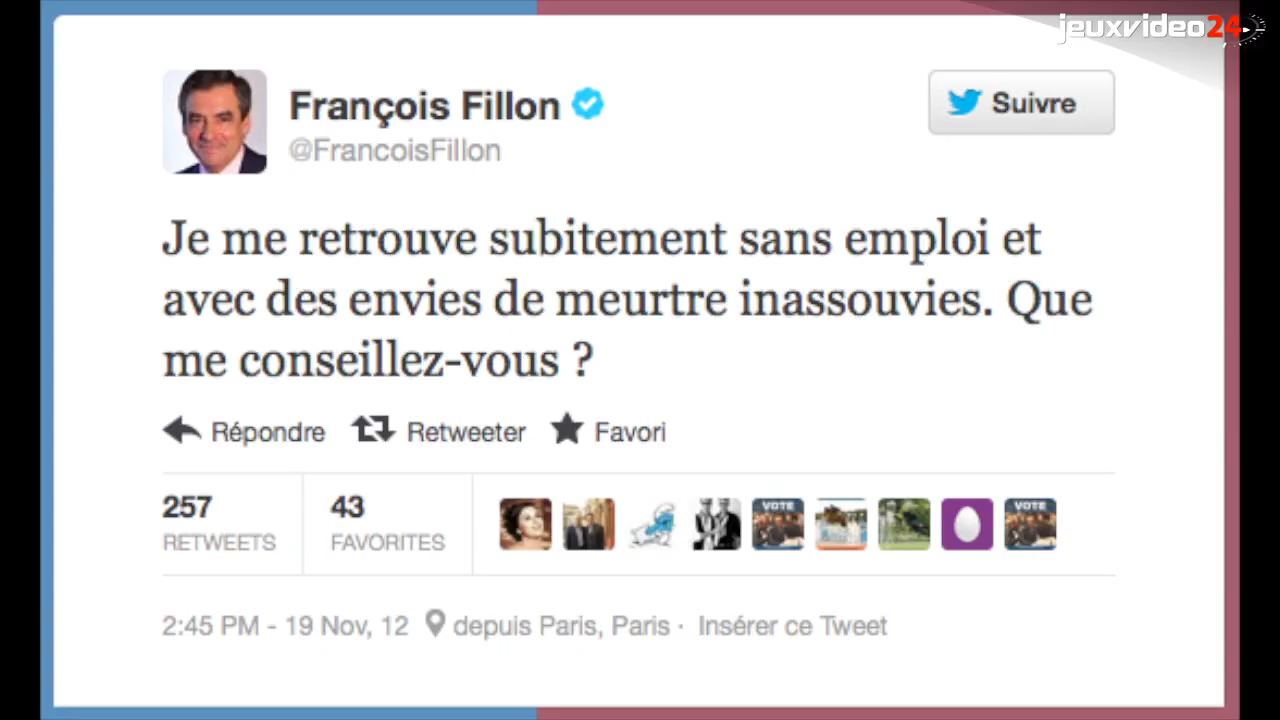 jeuxvideo24
François Fillon
@FrancoisFillon
Suivre
Je me retrouve subitement sans emploi et
avec des envies de meurtre inassouvies. Que
me conseillez-vous ?
Répondre Retweeter Favori
257 43
RETWEETS FAVORITES
VOTE VOTE
2:45 PM - 19 Nov, 12 depuis Paris, Paris · Insérer ce Tweet